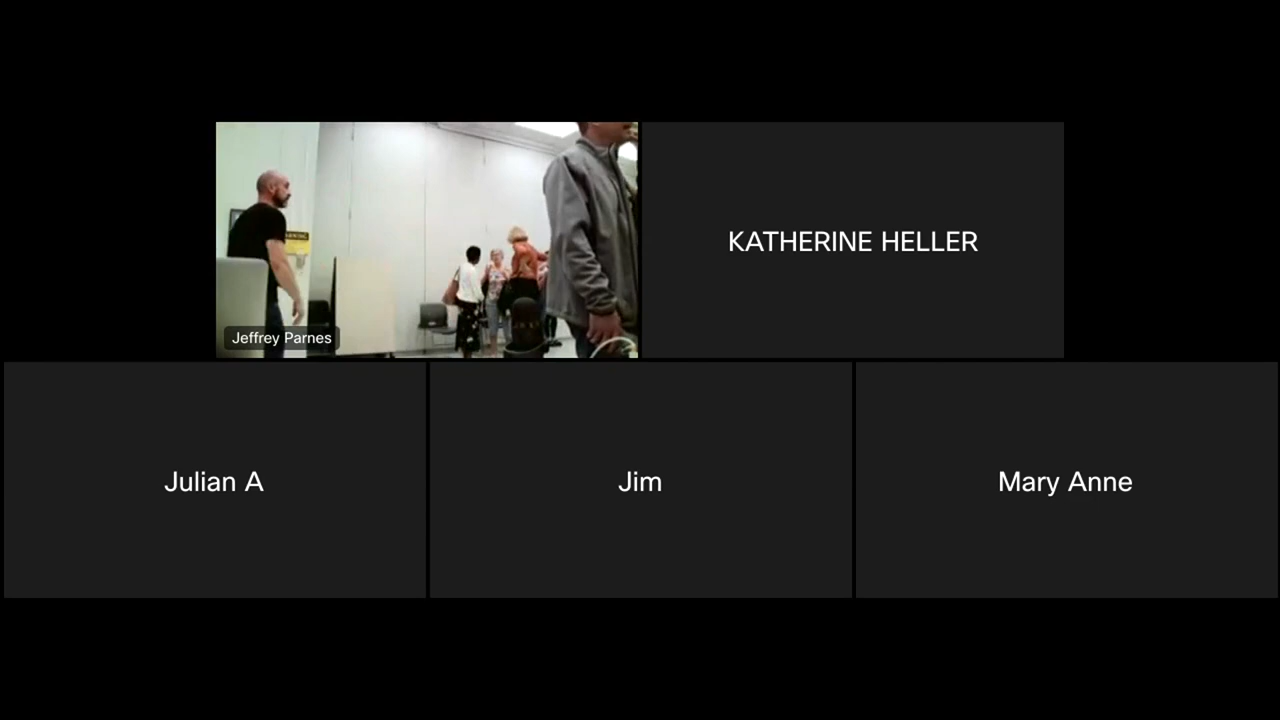 Jeffrey Parnes
KATHERINE HELLER
Julian A
Jim
Mary Anne